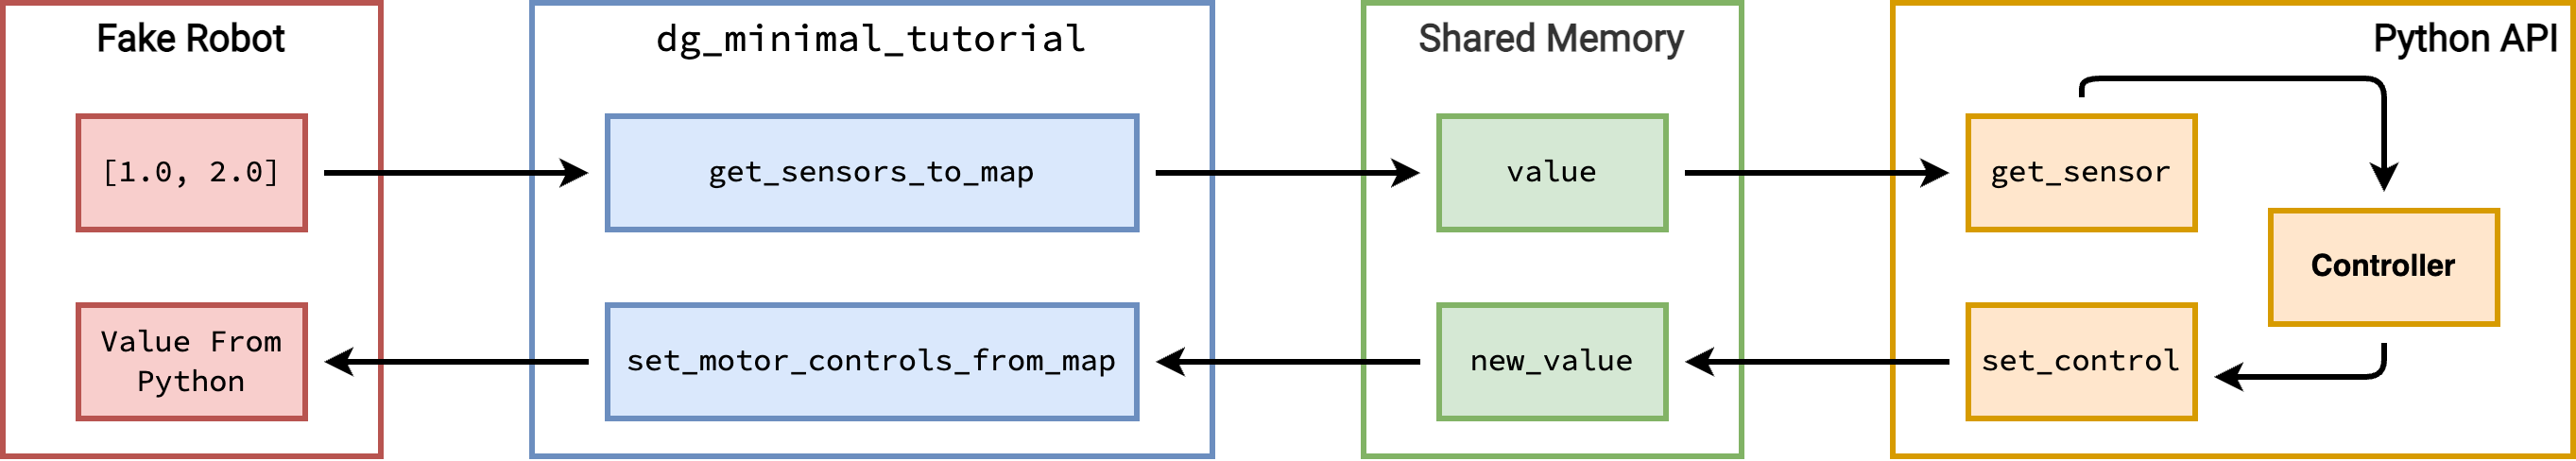 Fake Robot
dg_minimal_tutorial
Shared Memory
Python API
[1.0, 2.0]
get_sensors_to_map
value
get_sensor
Controller
Value From
Python
set_motor_controls_from_map
new_value
set_control